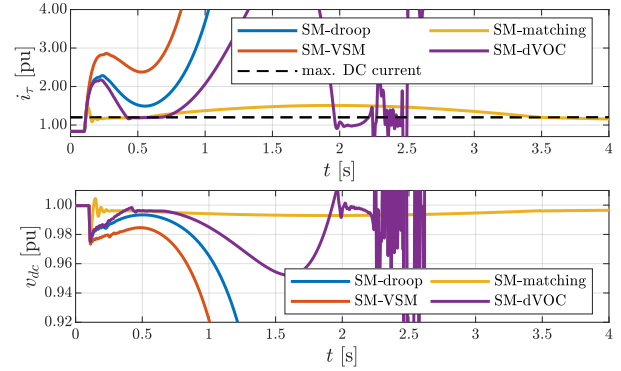 4.00
3.00
2.00
1.00
i_τ [pu]
SM-droop SM-matching
SM-VSM SM-dVOC
max. DC current
0 0.5 1 1.5 2 2.5 3 3.5 4
t [s]
1.00
0.98
0.96
0.94
0.92
v_dc [pu]
SM-droop SM-matching
SM-VSM SM-dVOC
0 0.5 1 1.5 2 2.5 3 3.5 4
t [s]